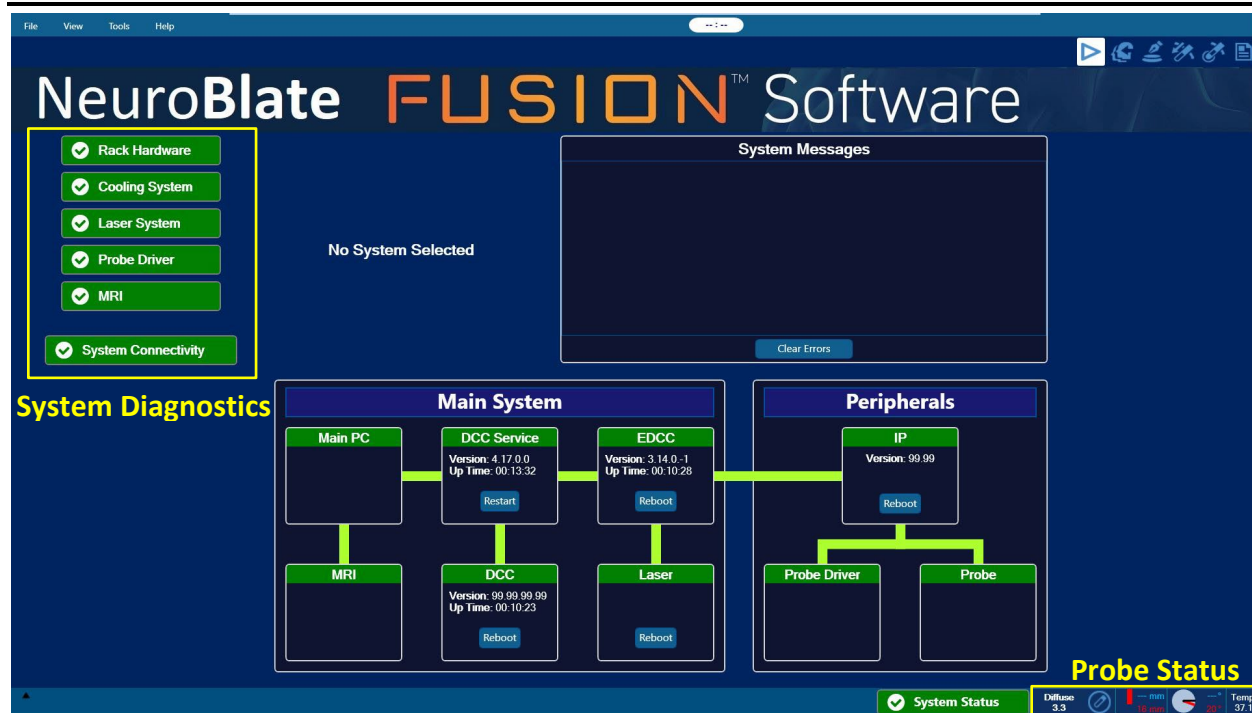 File View Tools Help
--:--
NeuroBlate FUSION™ Software
Rack Hardware
Cooling System
Laser System
Probe Driver
MRI
System Connectivity
System Diagnostics
No System Selected
System Messages
Clear Errors
Main System
Main PC
DCC Service
Version: 4.17.0.0
Up Time: 00:13:32
Restart
EDCC
Version: 3.14.0.-1
Up Time: 00:10:28
Reboot
MRI
DCC
Version: 99.99.99.99
Up Time: 00:10:23
Reboot
Laser
Reboot
Peripherals
IP
Version: 99.99
Reboot
Probe Driver
Probe
Probe Status
System Status
Diffuse
3.3
-- mm
16 mm
--°
20°
Temp
37.1